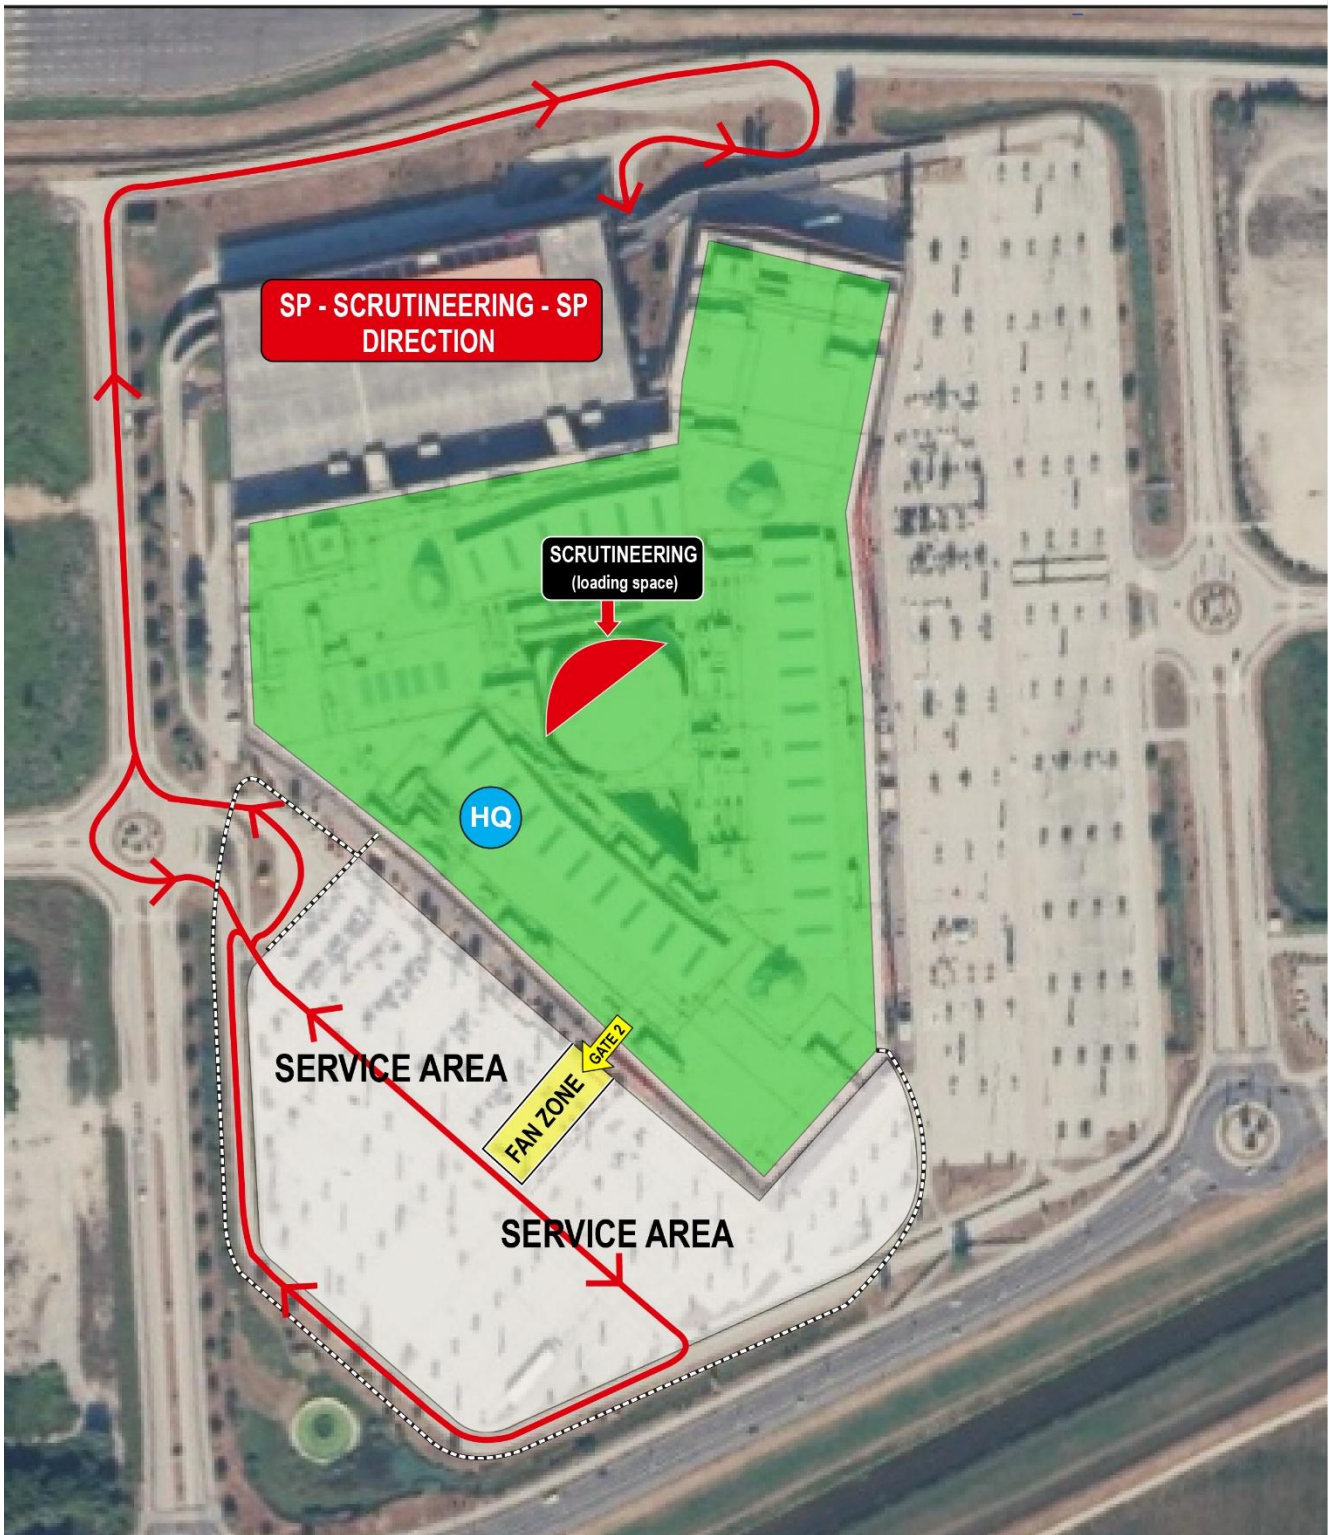 SP - SCRUTINEERING - SP
DIRECTION
SCRUTINEERING
(loading space)
HQ
GATE 2
FAN ZONE
SERVICE AREA
SERVICE AREA